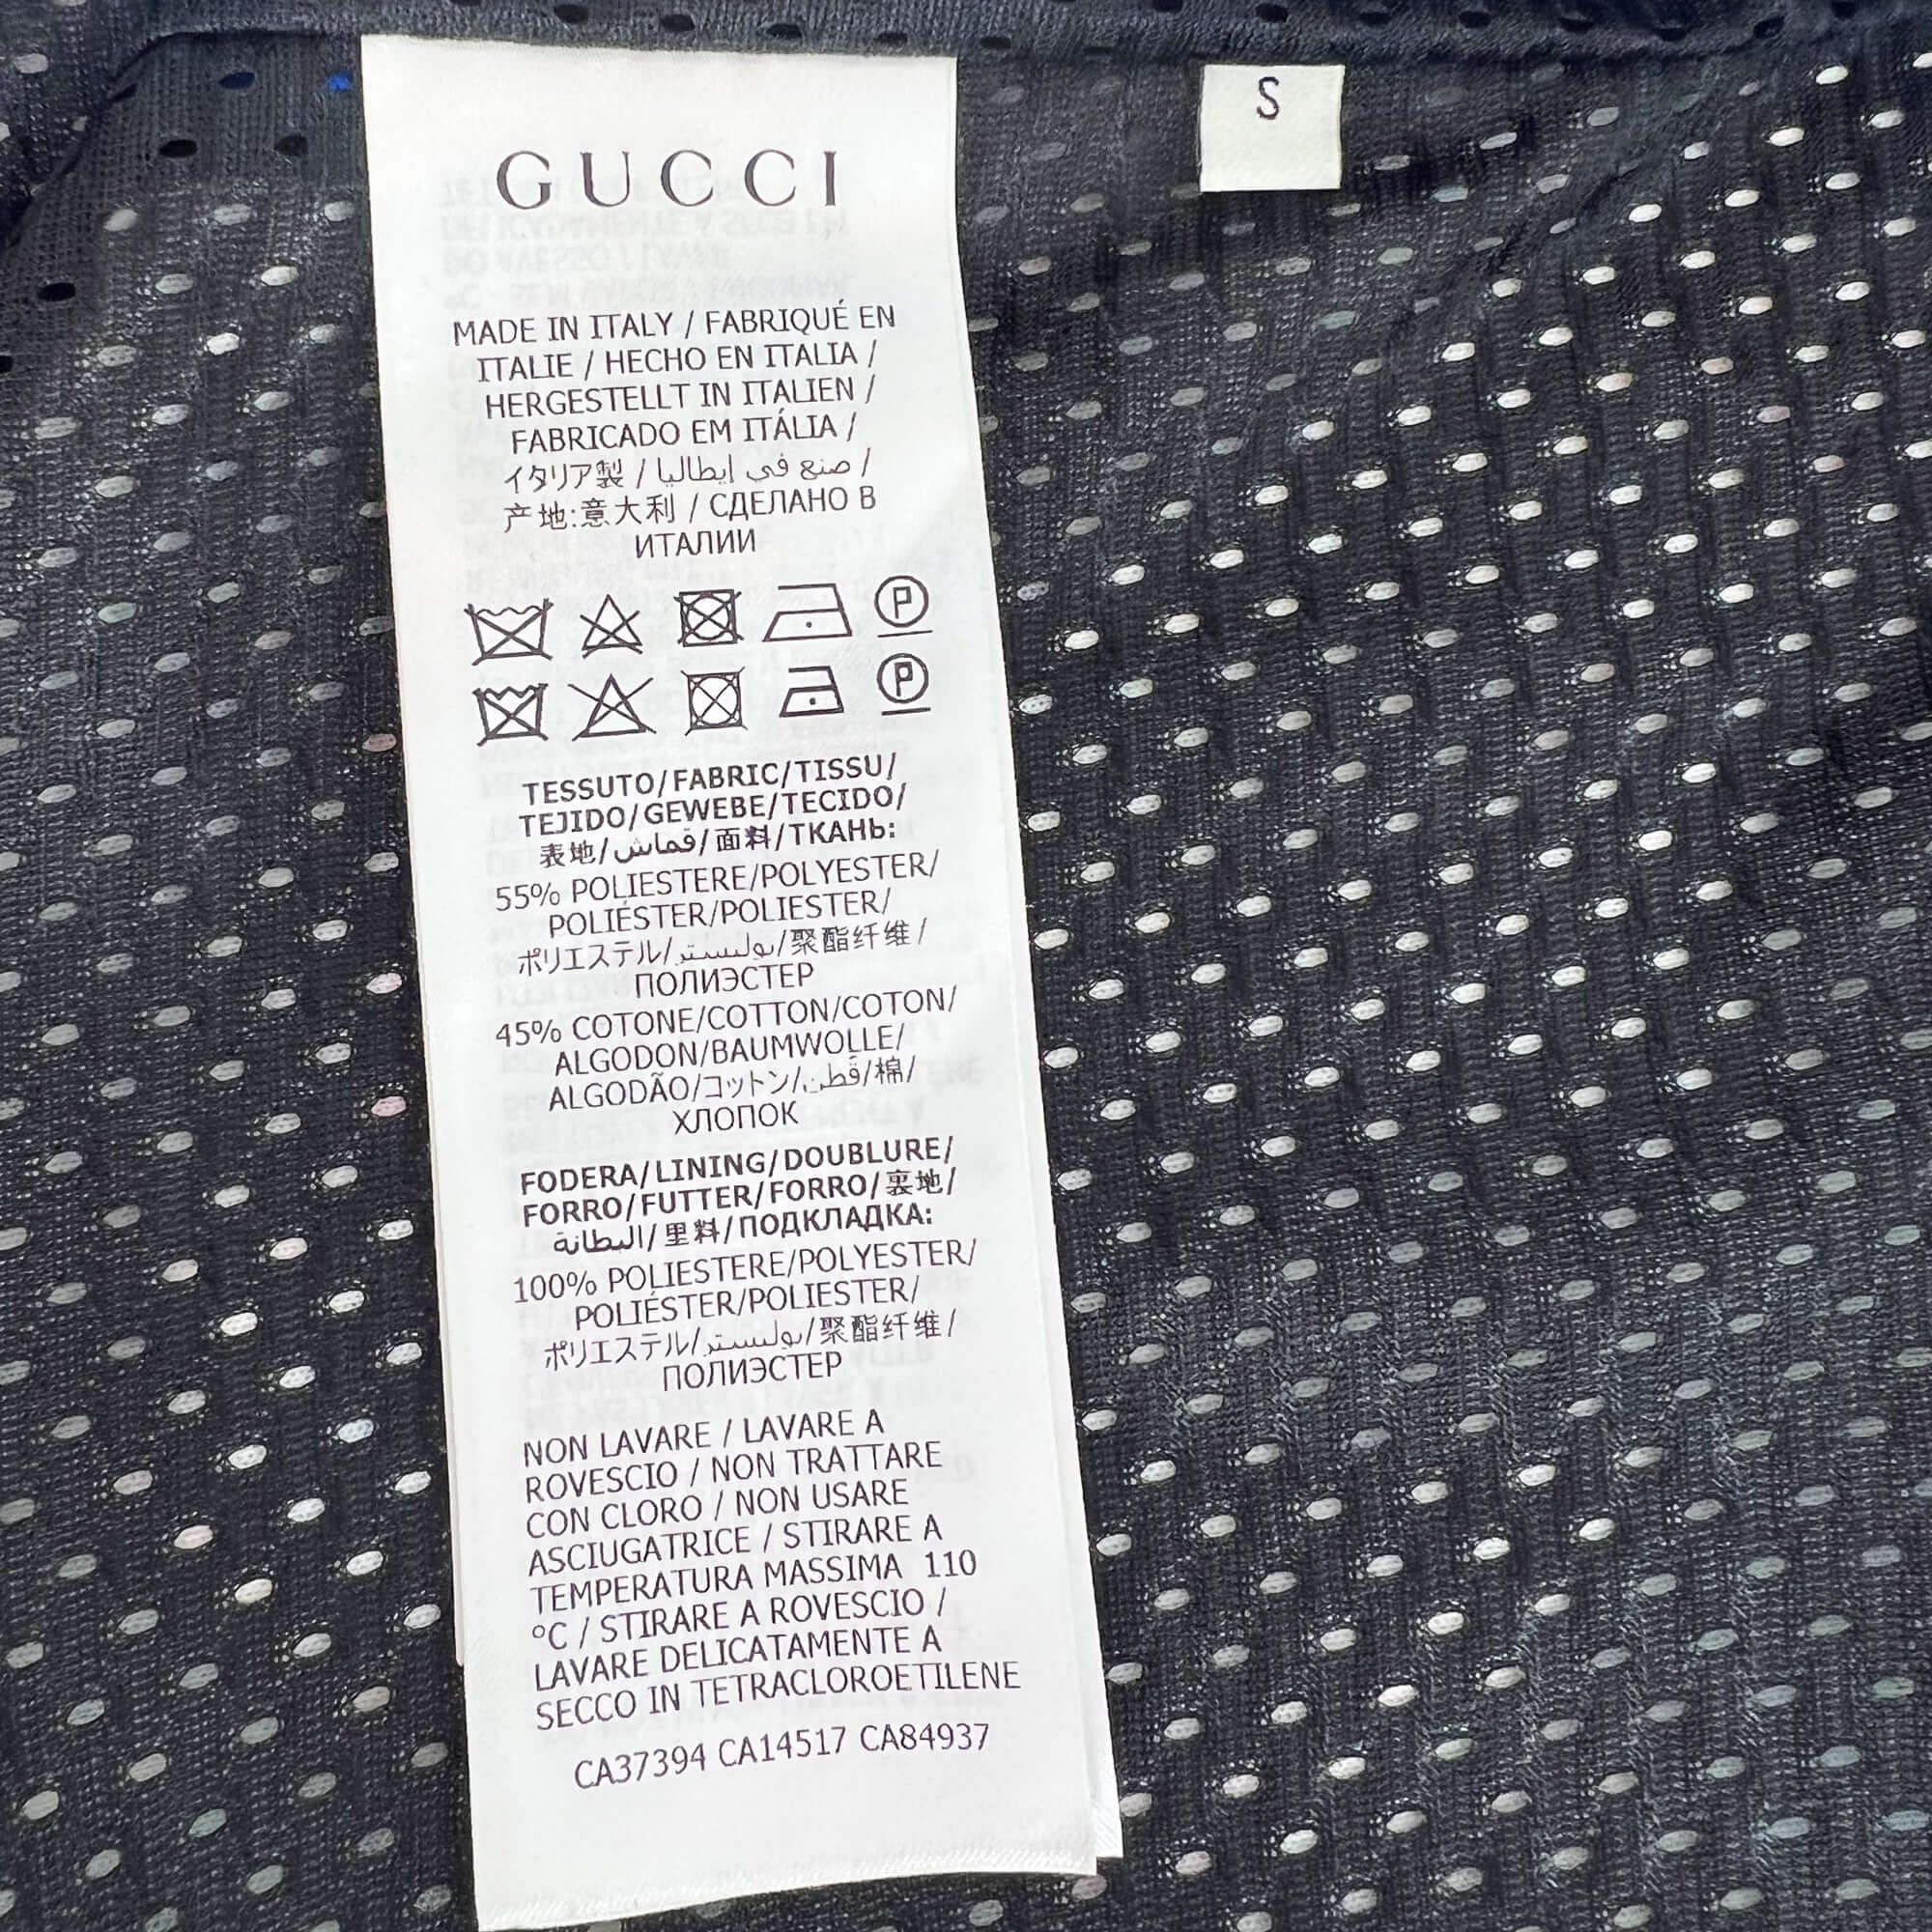 GUCCI
S
MADE IN ITALY / FABRIQUÉ EN
ITALIE / HECHO EN ITALIA /
HERGESTELLT IN ITALIEN /
FABRICADO EM ITÁLIA /
イタリア製 / صنع في إيطاليا /
产地:意大利 / СДЕЛАНО В
ИТАЛИИ
P
P
TESSUTO/FABRIC/TISSU/
TEJIDO/GEWEBE/TECIDO/
表地/قماش/面料/ТКАНЬ:
55% POLIESTERE/POLYESTER/
POLIÉSTER/POLIESTER/
ポリエステル/بوليستر/聚酯纤维/
ПОЛИЭСТЕР
45% COTONE/COTTON/COTON/
ALGODON/BAUMWOLLE/
ALGODÃO/コットン/قطن/棉/
ХЛОПОК
FODERA/LINING/DOUBLURE/
FORRO/FUTTER/FORRO/裏地/
البطانة/里料/ПОДКЛАДКА:
100% POLIESTERE/POLYESTER/
POLIÉSTER/POLIESTER/
ポリエステル/بوليستر/聚酯纤维/
ПОЛИЭСТЕР
NON LAVARE / LAVARE A
ROVESCIO / NON TRATTARE
CON CLORO / NON USARE
ASCIUGATRICE / STIRARE A
TEMPERATURA MASSIMA 110
°C / STIRARE A ROVESCIO /
LAVARE DELICATAMENTE A
SECCO IN TETRACLOROETILENE
CA37394 CA14517 CA84937